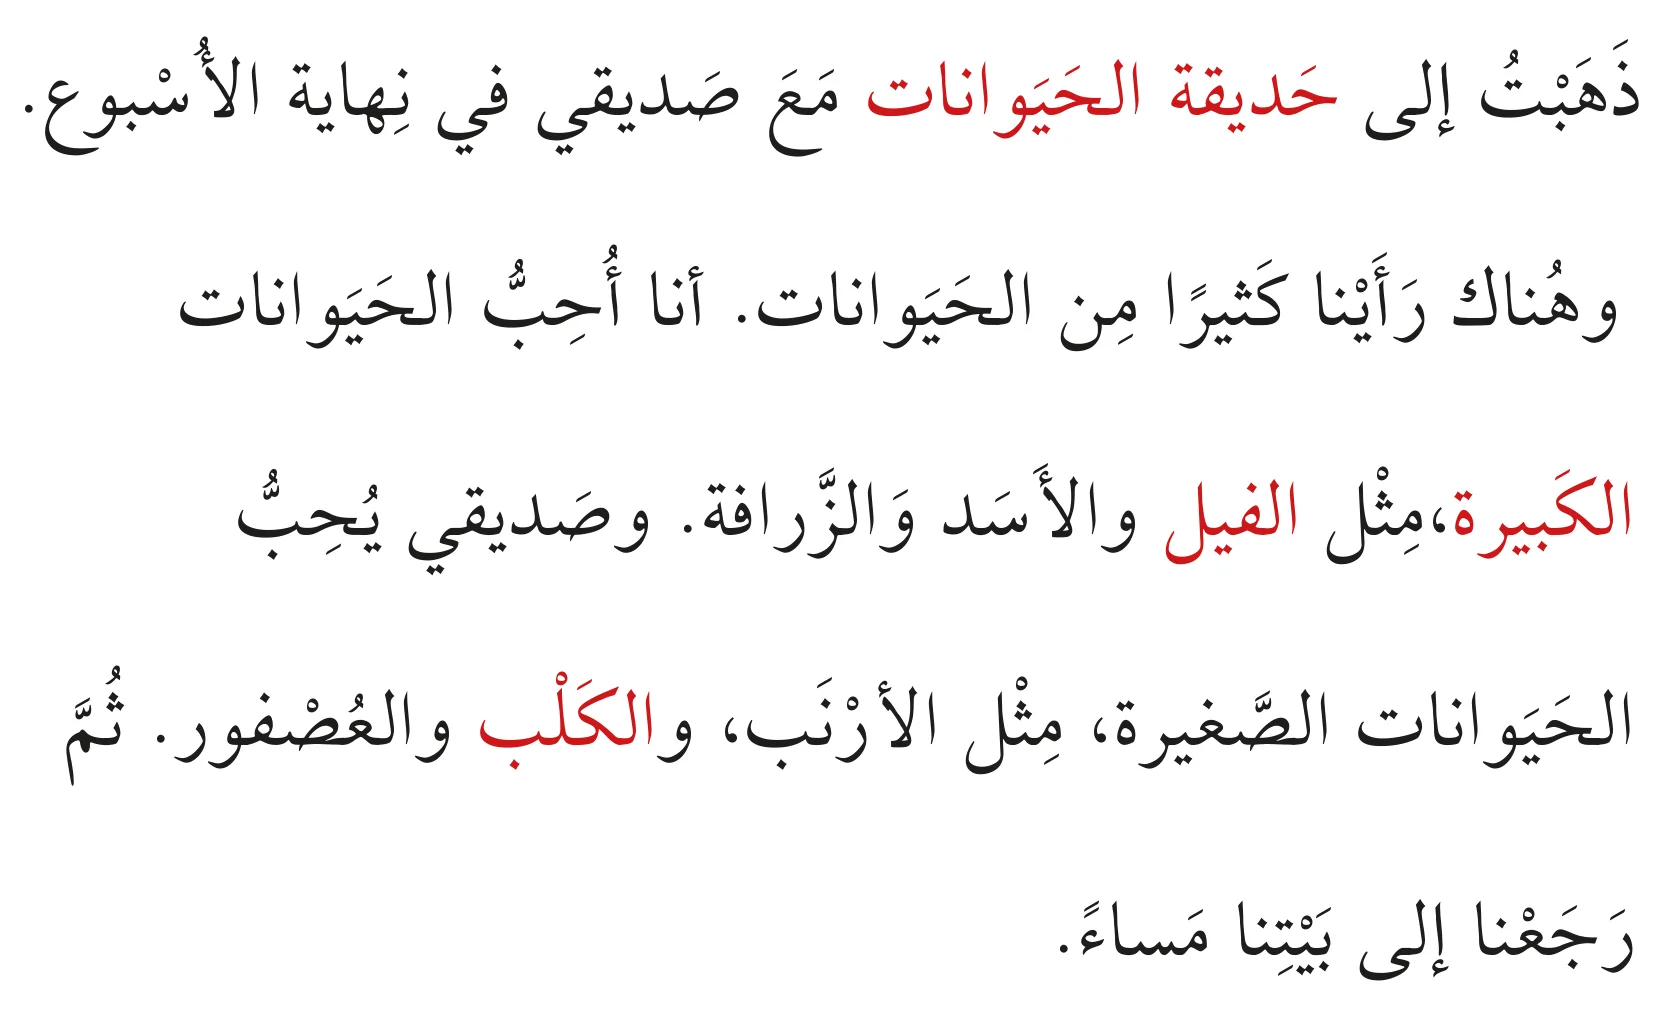 ذَهَبْتُ إلى حَديقة الحَيَوانات مَعَ صَديقي في نِهاية الأُسْبوع.
وهُناك رَأَيْنا كَثيرًا مِن الحَيَوانات. أنا أُحِبُّ الحَيَوانات
الكَبيرة،مِثْل الفيل والأَسَد وَالزَّرافة. وصَديقي يُحِبُّ
الحَيَوانات الصَّغيرة، مِثْل الأرْنَب، والكَلْب والعُصْفور. ثُمَّ
رَجَعْنا إلى بَيْتِنا مَساءً.